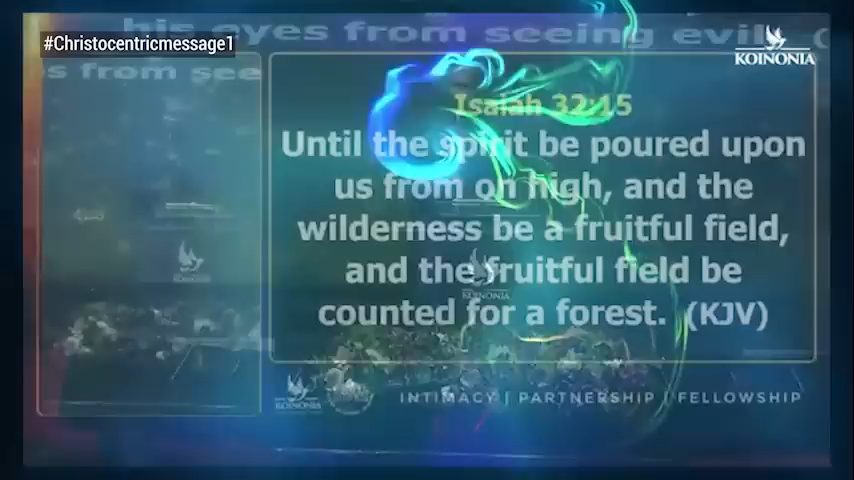 his eyes from seeing evil
#Christocentricmessage1
KOINONIA
s from see
Isaiah 32:15
Until the spirit be poured upon
us from on high, and the
wilderness be a fruitful field,
and the fruitful field be
counted for a forest. (KJV)
KOINONIA
KOINONIA
INTIMACY | PARTNERSHIP | FELLOWSHIP